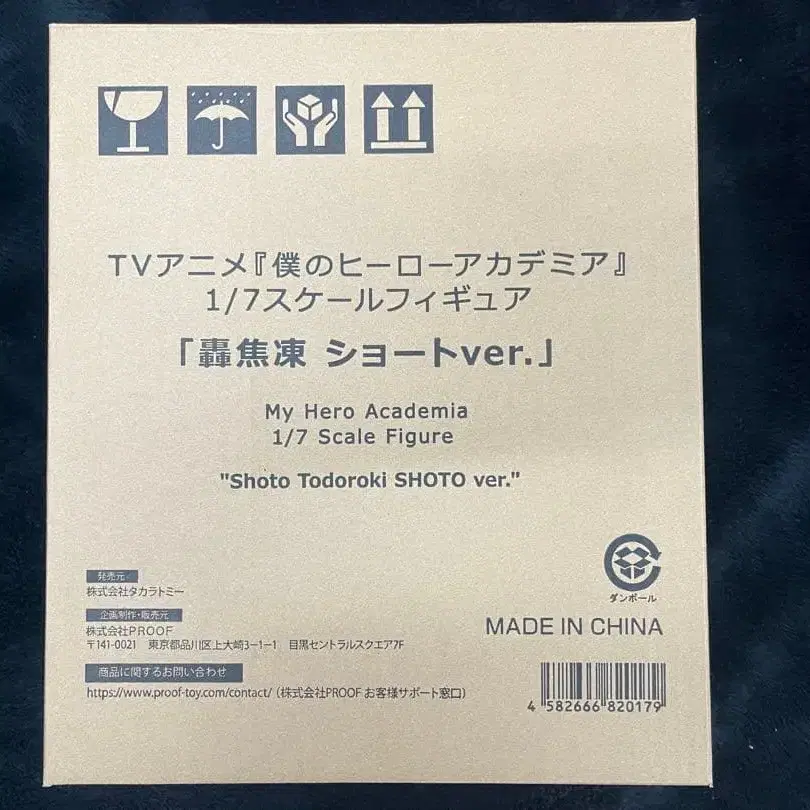 TVアニメ『僕のヒーローアカデミア』
1/7スケールフィギュア
「轟焦凍 ショートver.」
My Hero Academia
1/7 Scale Figure
"Shoto Todoroki SHOTO ver."
発売元
株式会社タカラトミー
企画制作・販売元
株式会社PROOF
〒141-0021 東京都品川区上大崎3-1-1 目黒セントラルスクエア7F
商品に関するお問い合わせ
https://www.proof-toy.com/contact/（株式会社PROOF お客様サポート窓口）
ダンボール
MADE IN CHINA
4 582666 820179